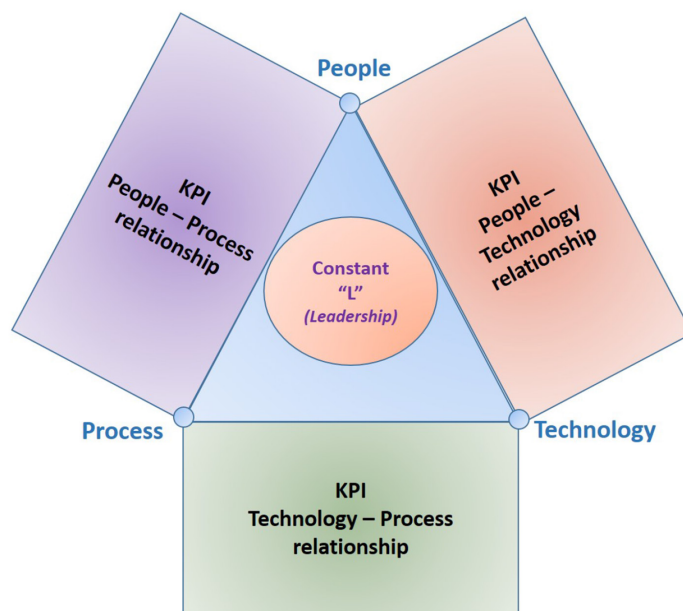 People
KPI
People – Process
relationship
KPI
People –
Technology
relationship
Constant
“L”
(Leadership)
Process
Technology
KPI
Technology – Process
relationship